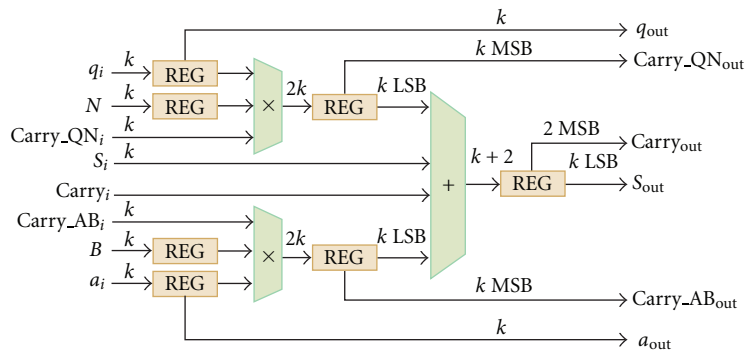 k
q_out
k MSB
Carry_QN_out
q_i k REG
2k
k LSB
N k REG × REG
Carry_QN_i k
2 MSB
Carry_out
S_i k
k + 2
k LSB
Carry_i + REG S_out
Carry_AB_i k
2k
k LSB
B k REG × REG
a_i k REG
k MSB
Carry_AB_out
k
a_out